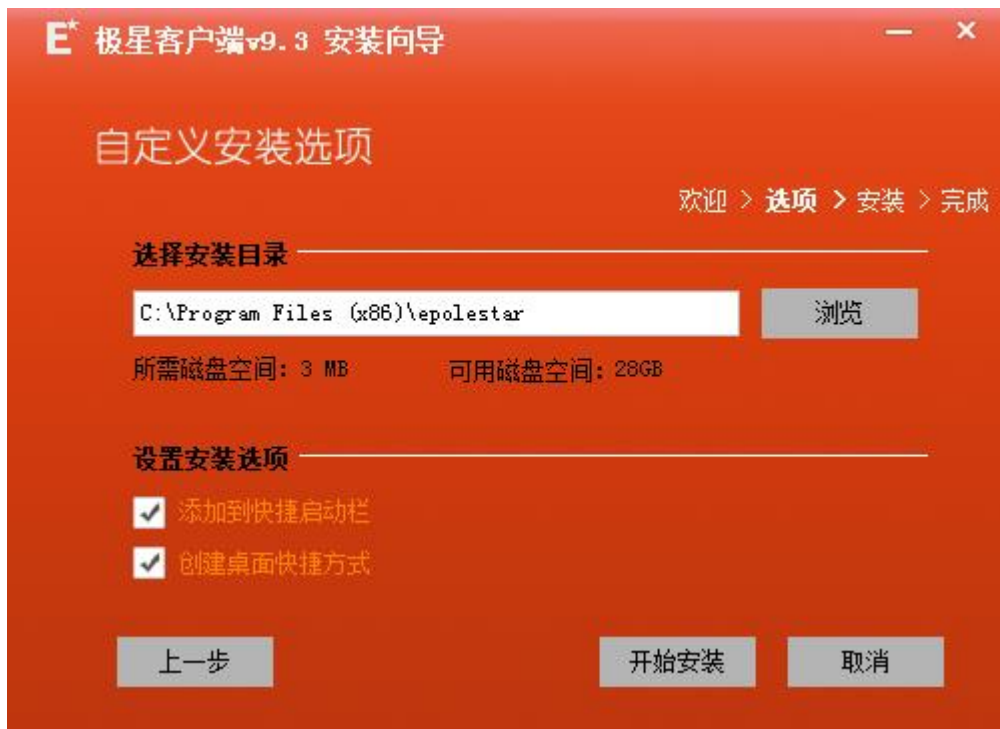 E* 极星客户端v9.3 安装向导
自定义安装选项
欢迎 > 选项 > 安装 > 完成
选择安装目录
C:\Program Files (x86)\epolestar 浏览
所需磁盘空间: 3 MB 可用磁盘空间: 28GB
设置安装选项
添加到快捷启动栏
创建桌面快捷方式
上一步 开始安装 取消